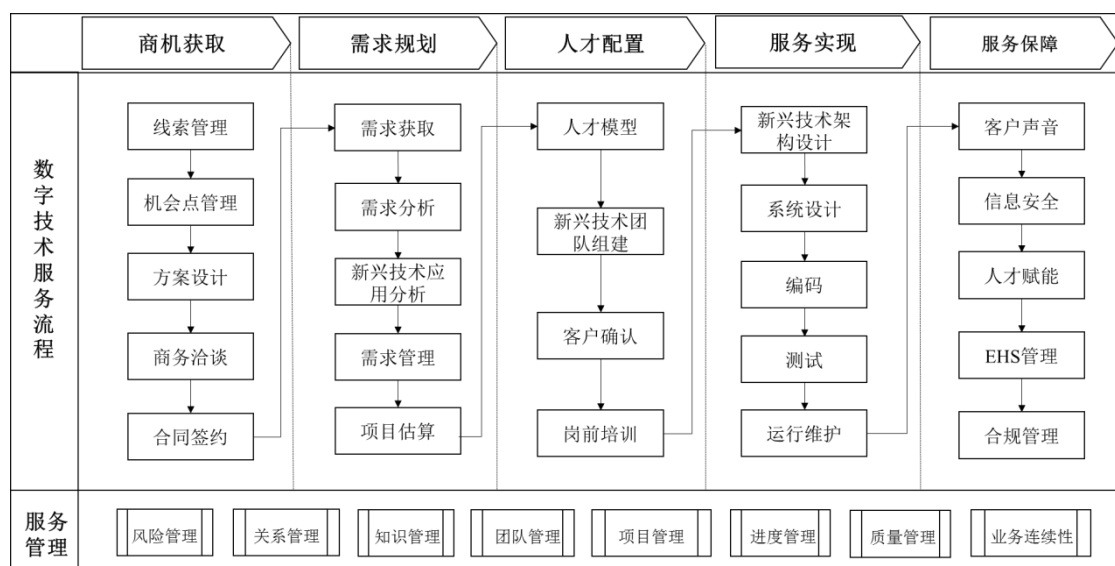 商机获取
需求规划
人才配置
服务实现
服务保障
数字技术服务流程
线索管理
机会点管理
方案设计
商务洽谈
合同签约
需求获取
需求分析
新兴技术应
用分析
需求管理
项目估算
人才模型
新兴技术团
队组建
客户确认
岗前培训
新兴技术架
构设计
系统设计
编码
测试
运行维护
客户声音
信息安全
人才赋能
EHS管理
合规管理
服务
管理
风险管理
关系管理
知识管理
团队管理
项目管理
进度管理
质量管理
业务连续性